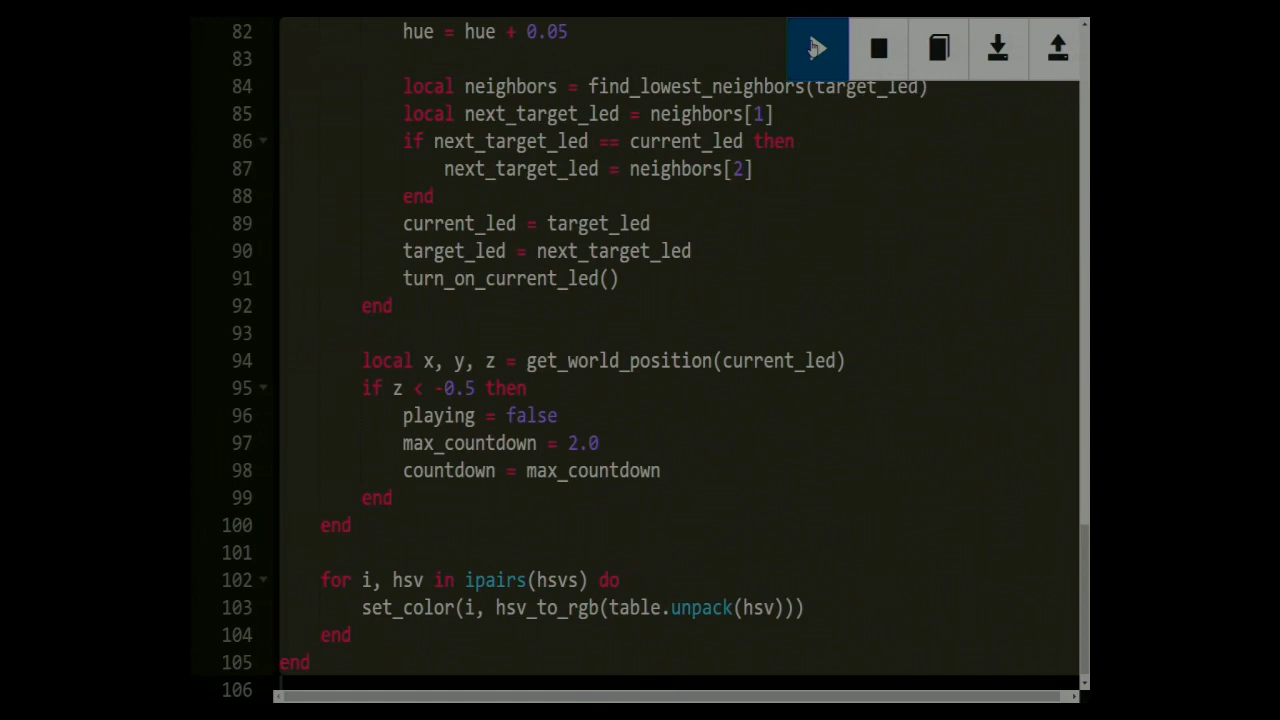 82 hue = hue + 0.05
83
84 local neighbors = find_lowest_neighbors(target_led)
85 local next_target_led = neighbors[1]
86 if next_target_led == current_led then
87 next_target_led = neighbors[2]
88 end
89 current_led = target_led
90 target_led = next_target_led
91 turn_on_current_led()
92 end
93
94 local x, y, z = get_world_position(current_led)
95 if z < -0.5 then
96 playing = false
97 max_countdown = 2.0
98 countdown = max_countdown
99 end
100 end
101
102 for i, hsv in ipairs(hsvs) do
103 set_color(i, hsv_to_rgb(table.unpack(hsv)))
104 end
105 end
106